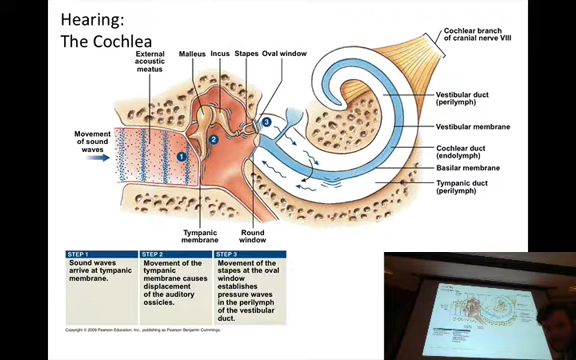 Hearing:
The Cochlea
External
acoustic
meatus
Malleus
Incus
Stapes
Oval window
Cochlear branch
of cranial nerve VIII
Vestibular duct
(perilymph)
Vestibular membrane
Cochlear duct
(endolymph)
Basilar membrane
Tympanic duct
(perilymph)
Movement
of sound
waves
1
2
3
Tympanic
membrane
Round
window
STEP 1
Sound waves
arrive at tympanic
membrane.
STEP 2
Movement of the
tympanic
membrane causes
displacement
of the auditory
ossicles.
STEP 3
Movement of the
stapes at the oval
window
establishes
pressure waves
in the perilymph
of the vestibular
duct.
Copyright © 2009 Pearson Education, Inc., publishing as Pearson Benjamin Cummings.